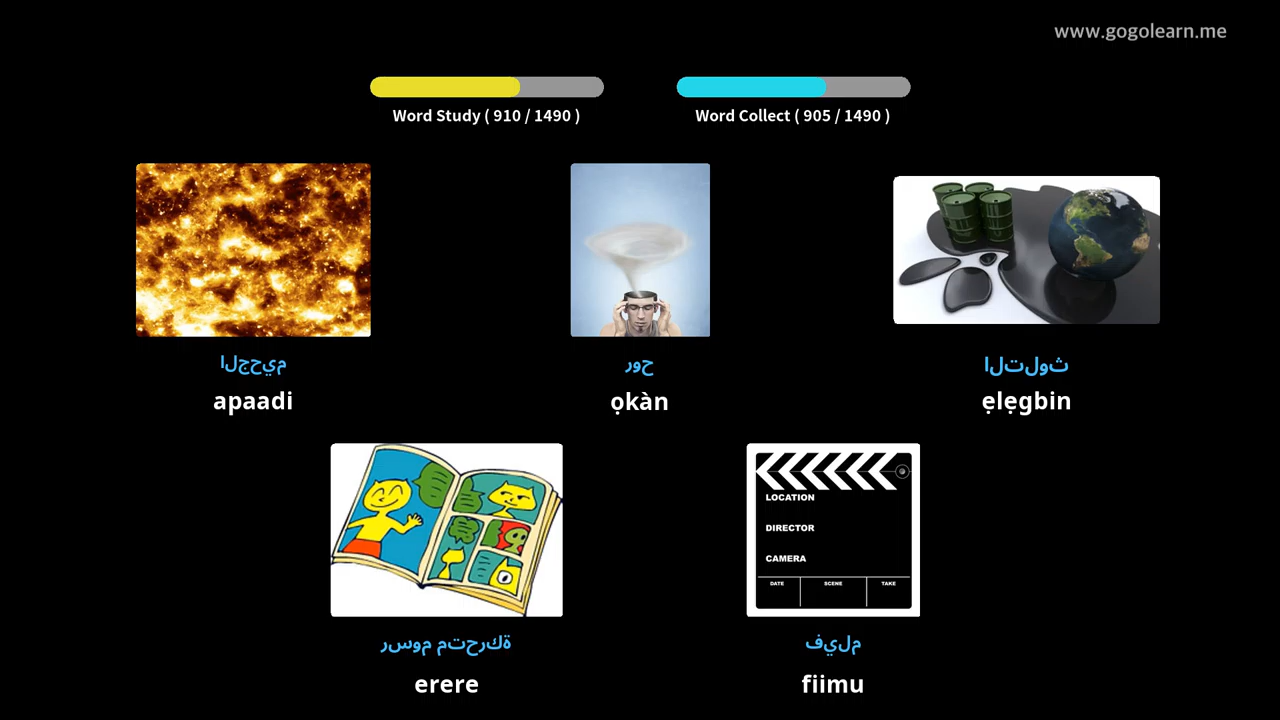 www.gogolearn.me
Word Study ( 910 / 1490 )
Word Collect ( 905 / 1490 )
الجحيم
روح
التلوث
apaadi
ọkàn
ẹlẹgbin
LOCATION
DIRECTOR
CAMERA
DATE
SCENE
TAKE
رسوم متحركة
فيلم
erere
fiimu